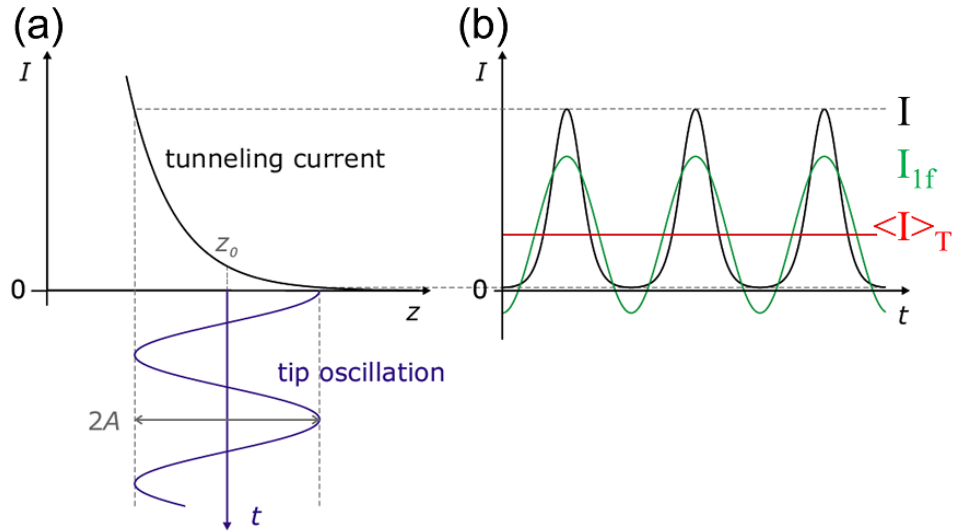 (a)
I
tunneling current
z₀
0
z
tip oscillation
2A
t
(b)
I
I
I₁f
<I>T
0
t